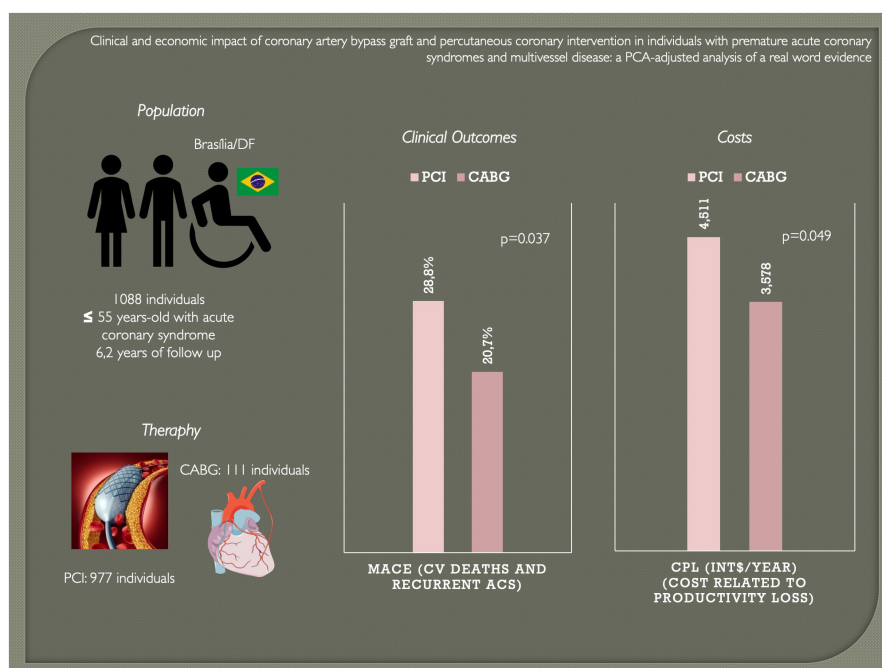 Clinical and economic impact of coronary artery bypass graft and percutaneous coronary intervention in individuals with premature acute coronary
syndromes and multivessel disease: a PCA-adjusted analysis of a real word evidence
Population
Brasília/DF
1088 individuals
≤ 55 years-old with acute
coronary syndrome
6,2 years of follow up
Theraphy
CABG: 111 individuals
PCI: 977 individuals
Clinical Outcomes
PCI CABG
p=0.037
28,8%
20,7%
MACE (CV DEATHS AND
RECURRENT ACS)
Costs
PCI CABG
p=0.049
4,511
3,578
CPL (INT$/YEAR)
(COST RELATED TO
PRODUCTIVITY LOSS)